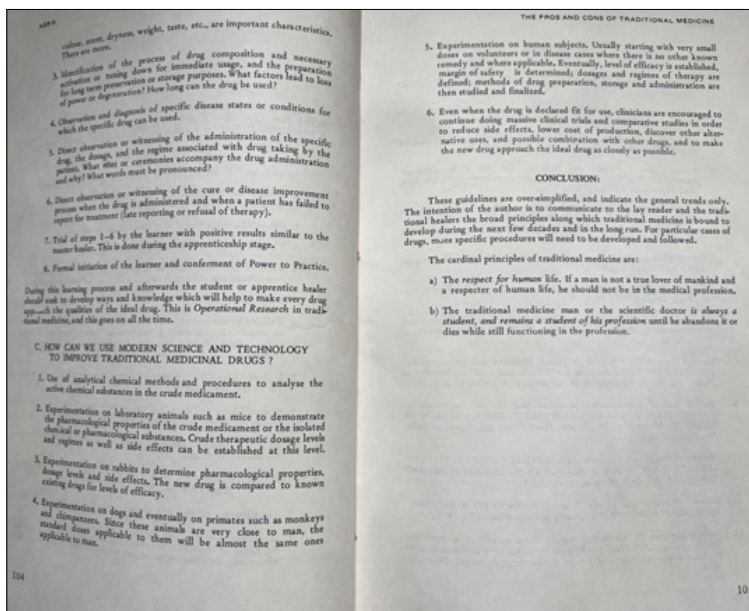 colour, scent, dryness, weight, taste, etc., are important characteristics.
There are more.
3. Identification of the process of drug composition and necessary
activation or tuning down for immediate usage, and the preparation
for long term preservation or storage purposes. What factors lead to loss
of power or degeneration? How long can the drug be used?
4. Observation and diagnosis of specific disease states or conditions for
which the specific drug can be used.
5. Direct observation or witnessing of the administration of the specific
drug, the dosage, and the regime associated with drug taking by the
patient. What rites or ceremonies accompany the drug administration
and why? What words must be pronounced?
6. Direct observation or witnessing of the cure or disease improvement
process when the drug is administered and when a patient has failed to
report for treatment (late reporting or refusal of therapy).
7. Trial of steps 1–6 by the learner with positive results similar to the
master healer. This is done during the apprenticeship stage.
8. Formal initiation of the learner and conferment of Power to Practice.
During this learning process and afterwards the student or apprentice healer
should seek to develop ways and knowledge which will help to make every drug
approach the qualities of the ideal drug. This is Operational Research in tradi-
tional medicine, and this goes on all the time.
C. HOW CAN WE USE MODERN SCIENCE AND TECHNOLOGY
TO IMPROVE TRADITIONAL MEDICINAL DRUGS ?
1. Use of analytical chemical methods and procedures to analyse the
active chemical substances in the crude medicament.
2. Experimentation on laboratory animals such as mice to demonstrate
the pharmacological properties of the crude medicament or the isolated
chemical or pharmacological substances. Crude therapeutic dosage levels
and regimes as well as side effects can be established at this level.
3. Experimentation on rabbits to determine pharmacological properties,
dosage levels and side effects. The new drug is compared to known
existing drugs for levels of efficacy.
4. Experimentation on dogs and eventually on primates such as monkeys
and chimpanzees. Since these animals are very close to man, the
standard doses applicable to them will be almost the same ones
applicable to man.
104
THE PROS AND CONS OF TRADITIONAL MEDICINE
5. Experimentation on human subjects. Usually starting with very small
doses on volunteers or in disease cases where there is no other known
remedy and where applicable. Eventually, level of efficacy is established,
margin of safety is determined; dosages and regimes of therapy are
defined; methods of drug preparation, storage and administration are
then studied and finalized.
6. Even when the drug is declared fit for use, clinicians are encouraged to
continue doing massive clinical trials and comparative studies in order
to reduce side effects, lower cost of production, discover other alter-
native uses, and possible combination with other drugs, and to make
the new drug approach the ideal drug as closely as possible.
CONCLUSION:
These guidelines are over-simplified, and indicate the general trends only.
The intention of the author is to communicate to the lay reader and the tradi-
tional healers the broad principles along which traditional medicine is bound to
develop during the next few decades and in the long run. For particular cases of
drugs, more specific procedures will need to be developed and followed.
The cardinal principles of traditional medicine are:
a) The respect for human life. If a man is not a true lover of mankind and
a respecter of human life, he should not be in the medical profession.
b) The traditional medicine man or the scientific doctor is always a
student, and remains a student of his profession until he abandons it or
dies while still functioning in the profession.
10